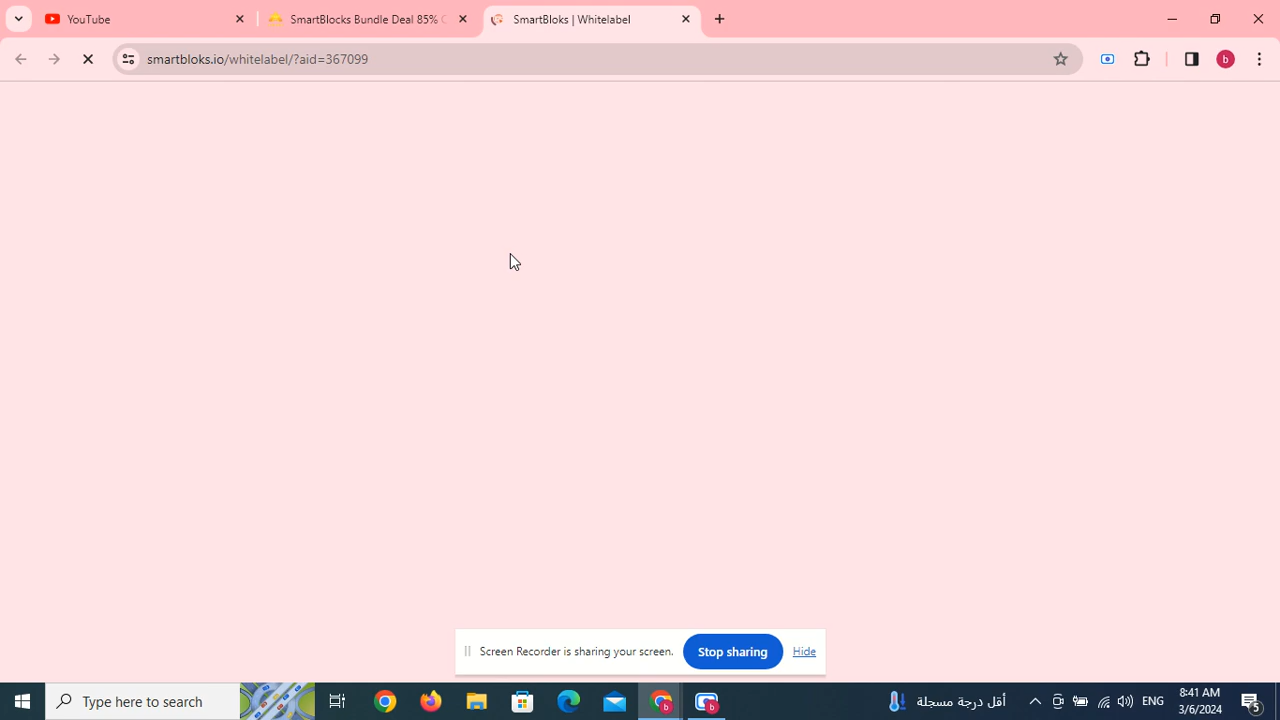 YouTube
SmartBlocks Bundle Deal 85%
SmartBloks | Whitelabel
smartbloks.io/whitelabel/?aid=367099
b
Screen Recorder is sharing your screen.
Stop sharing
Hide
Type here to search
b
b
أقل درجة مسجلة
ENG
8:41 AM
3/6/2024
5